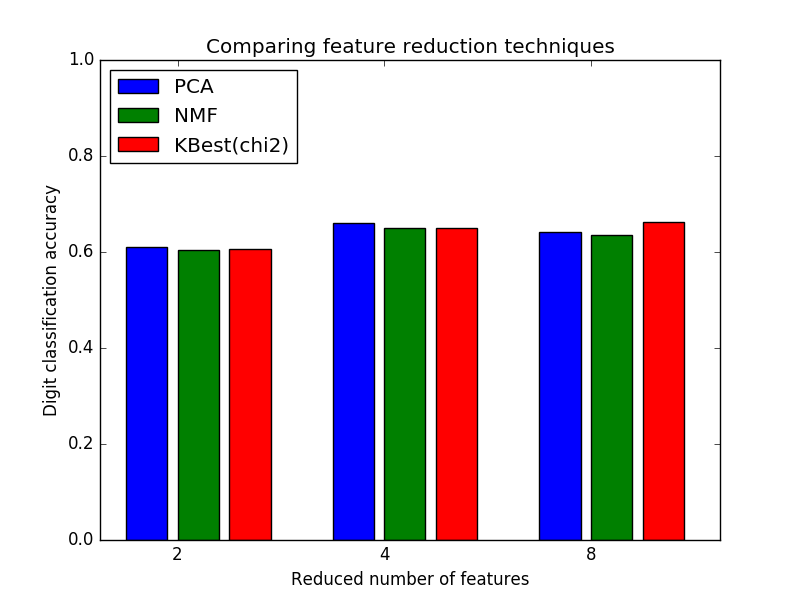 Comparing feature reduction techniques
1.0
PCA
NMF
KBest(chi2)
0.8
0.6
0.4
0.2
0.0
Digit classification accuracy
2 4 8
Reduced number of features